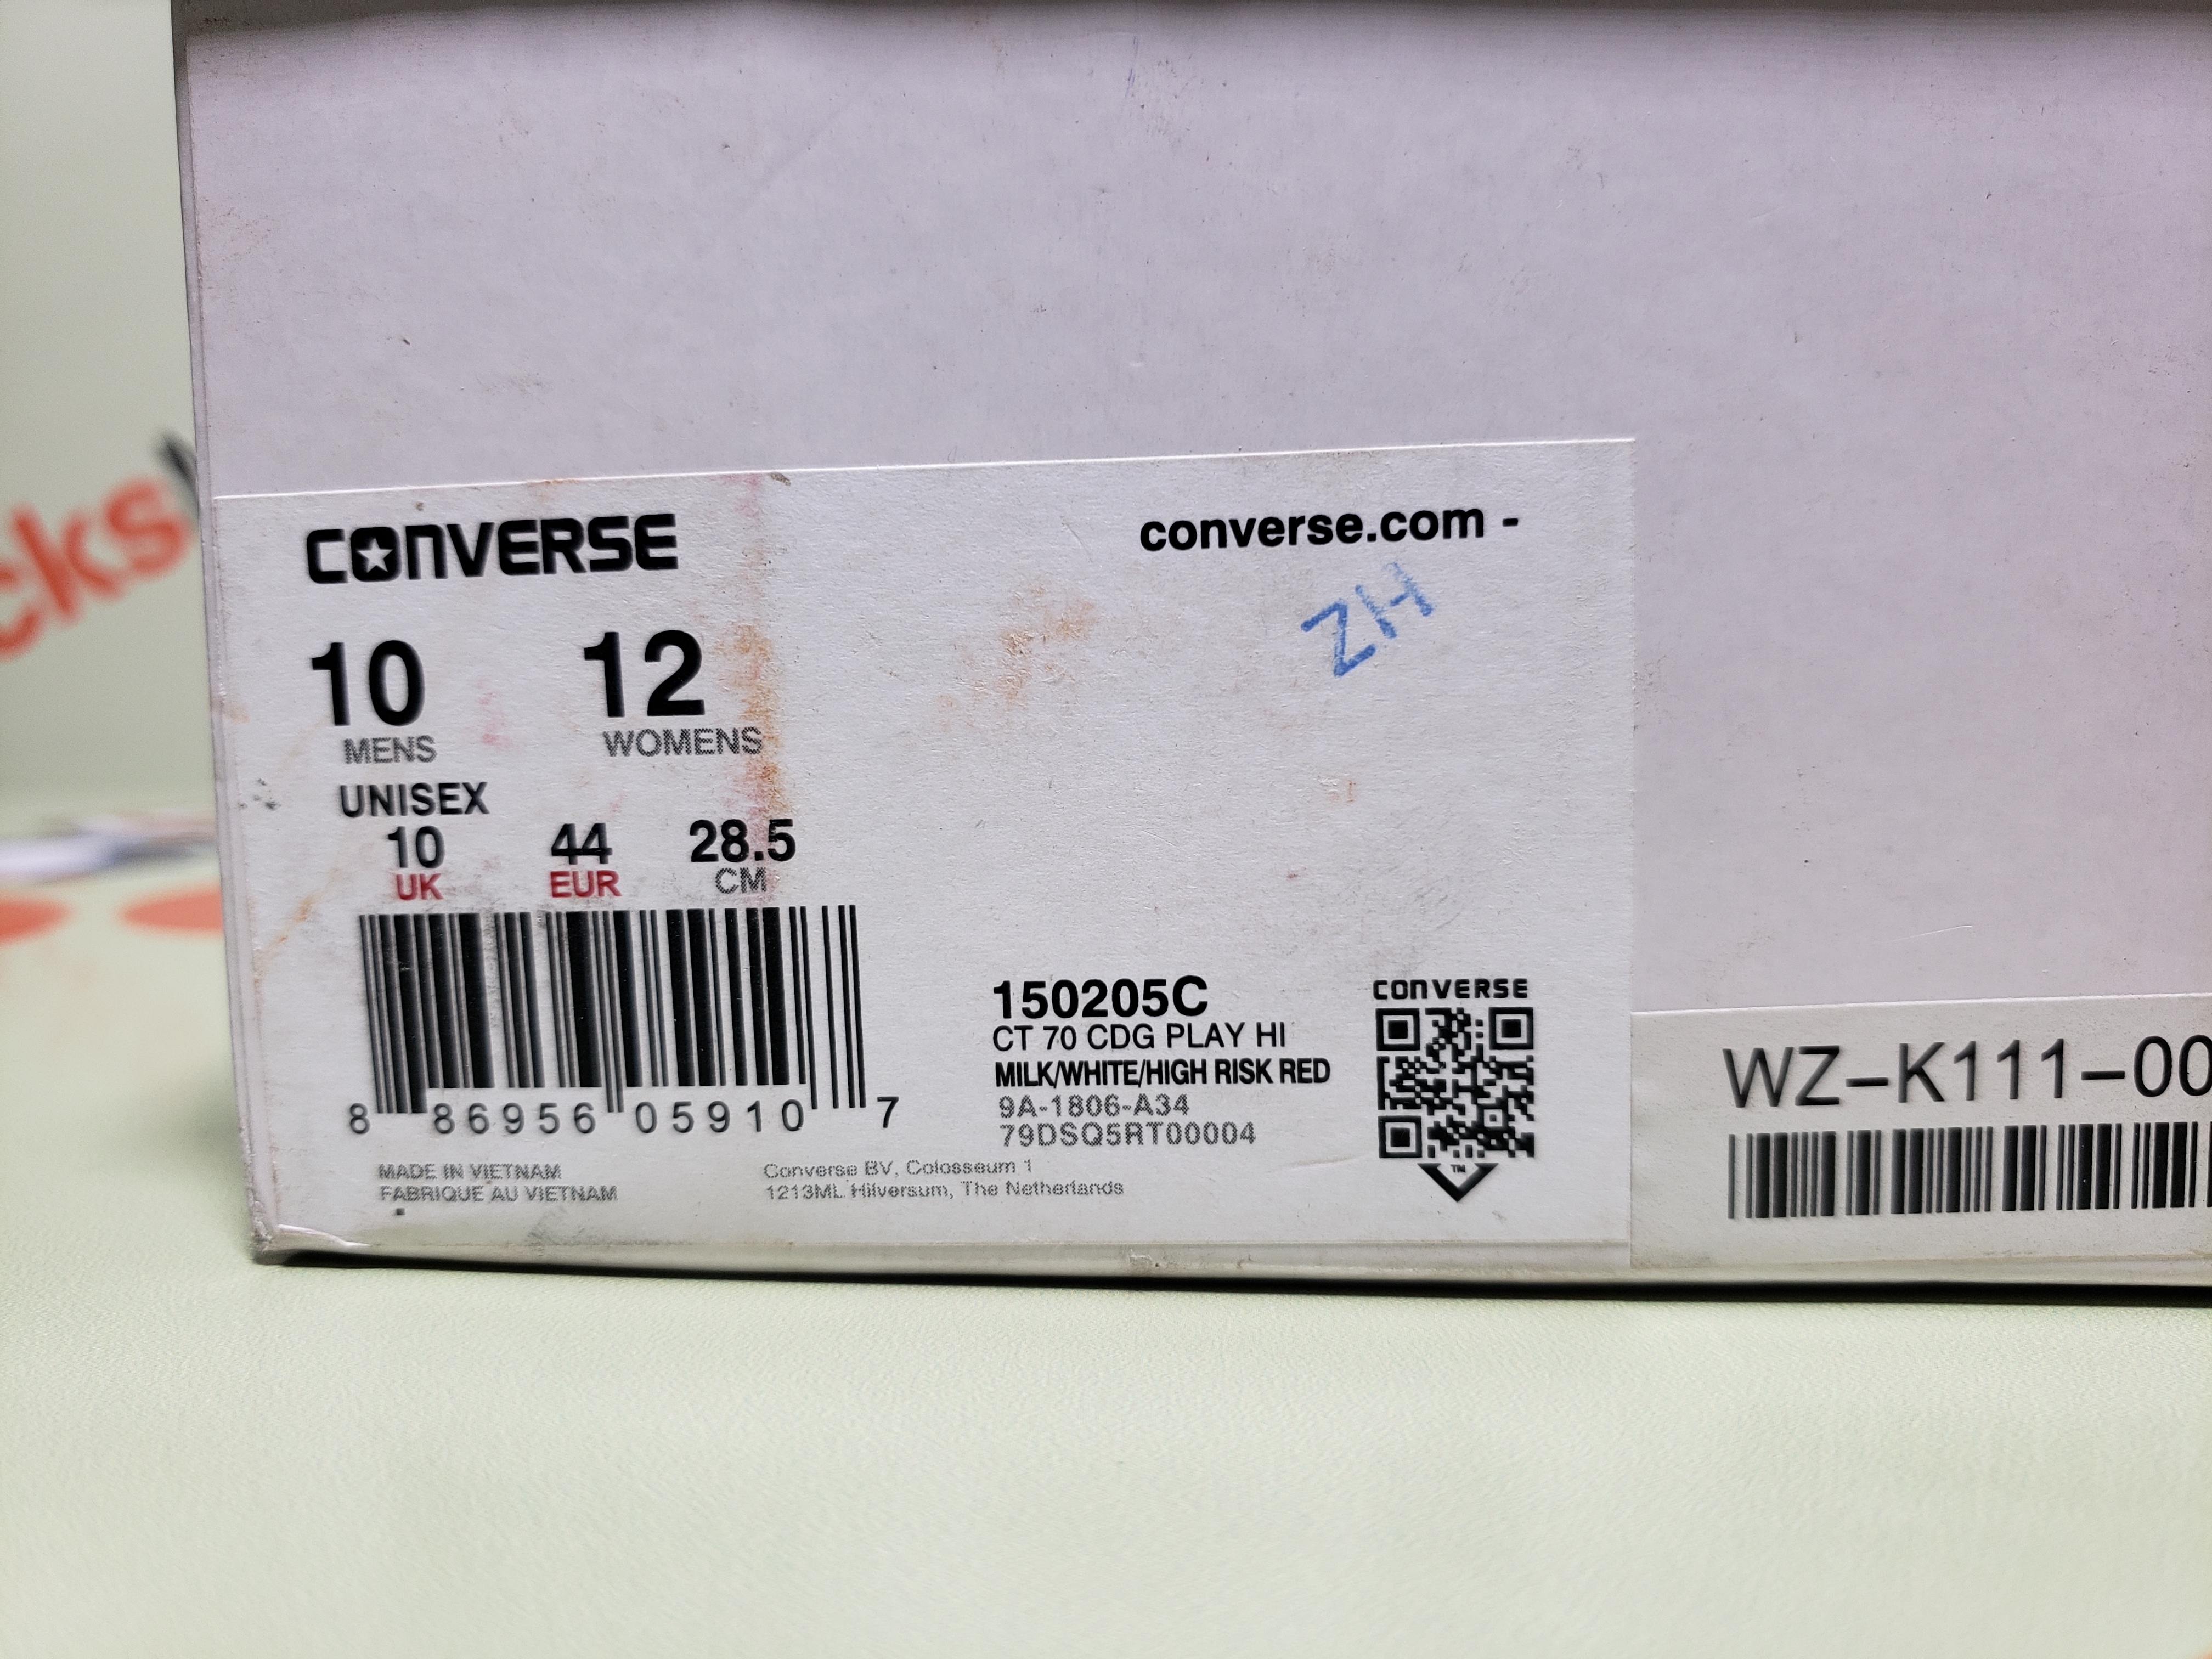 cks
CONVERSE
converse.com -
ZH
10 12
MENS WOMENS
UNISEX
10 44 28.5
UK EUR CM
8 86956 05910 7
150205C
CT 70 CDG PLAY HI
MILK/WHITE/HIGH RISK RED
9A-1806-A34
79DSQ5RT00004
CONVERSE
TM
MADE IN VIETNAM
FABRIQUE AU VIETNAM
Converse BV, Colosseum 1
1213ML Hilversum, The Netherlands
WZ-K111-00